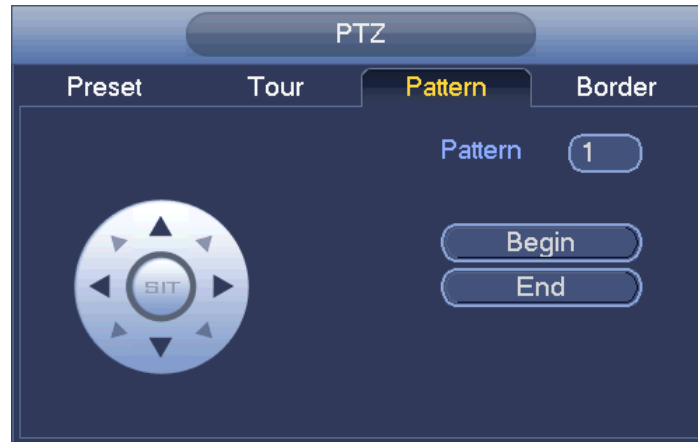 PTZ
Preset Tour Pattern Border
Pattern 1
Begin
SIT
End